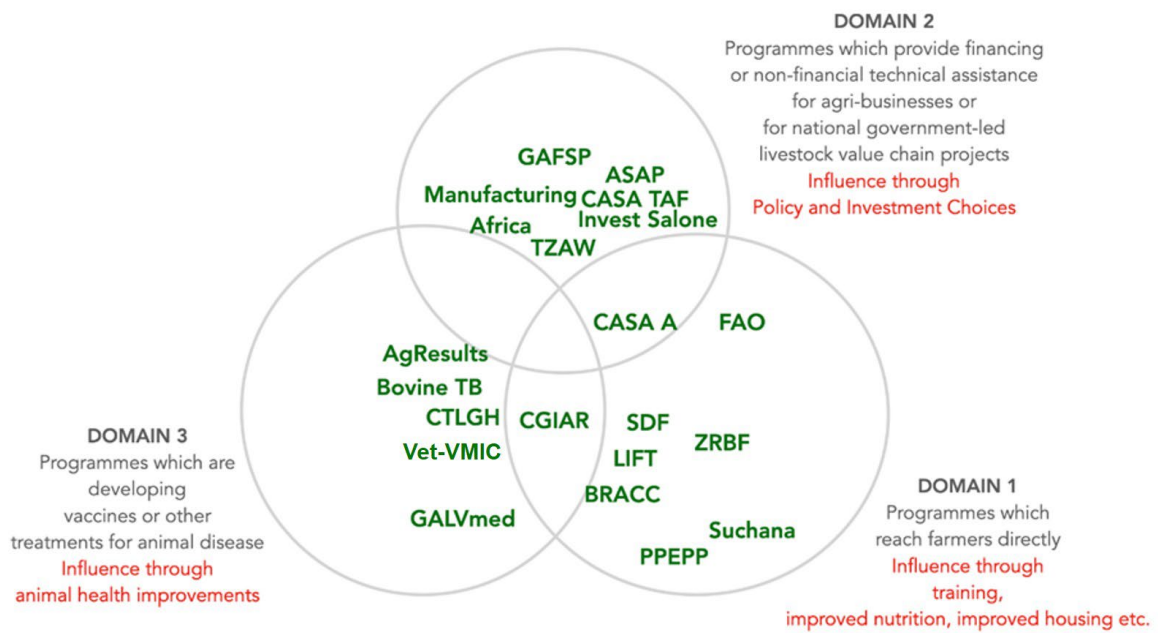 DOMAIN 2
Programmes which provide financing
or non-financial technical assistance
for agri-businesses or
for national government-led
livestock value chain projects
Influence through
Policy and Investment Choices
GAFSP
ASAP
Manufacturing
CASA TAF
Africa
Invest Salone
TZAW
CASA A
FAO
AgResults
Bovine TB
CTLGH
Vet-VMIC
GALVmed
CGIAR
SDF
ZRBF
LIFT
BRACC
Suchana
PPEPP
DOMAIN 3
Programmes which are
developing
vaccines or other
treatments for animal disease
Influence through
animal health improvements
DOMAIN 1
Programmes which
reach farmers directly
Influence through
training,
improved nutrition, improved housing etc.